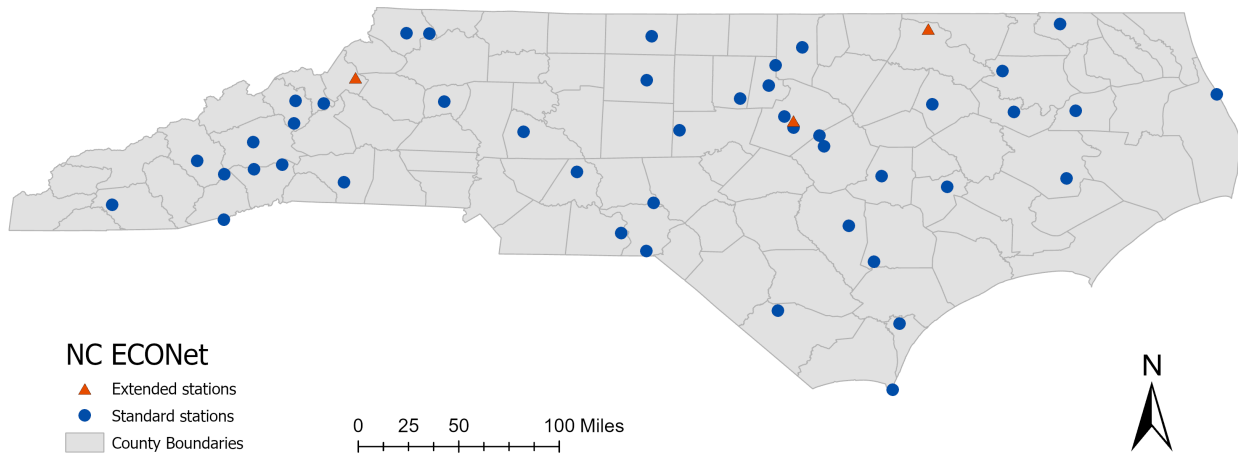 N
NC ECONet
Extended stations
Standard stations
County Boundaries
0 25 50 100 Miles